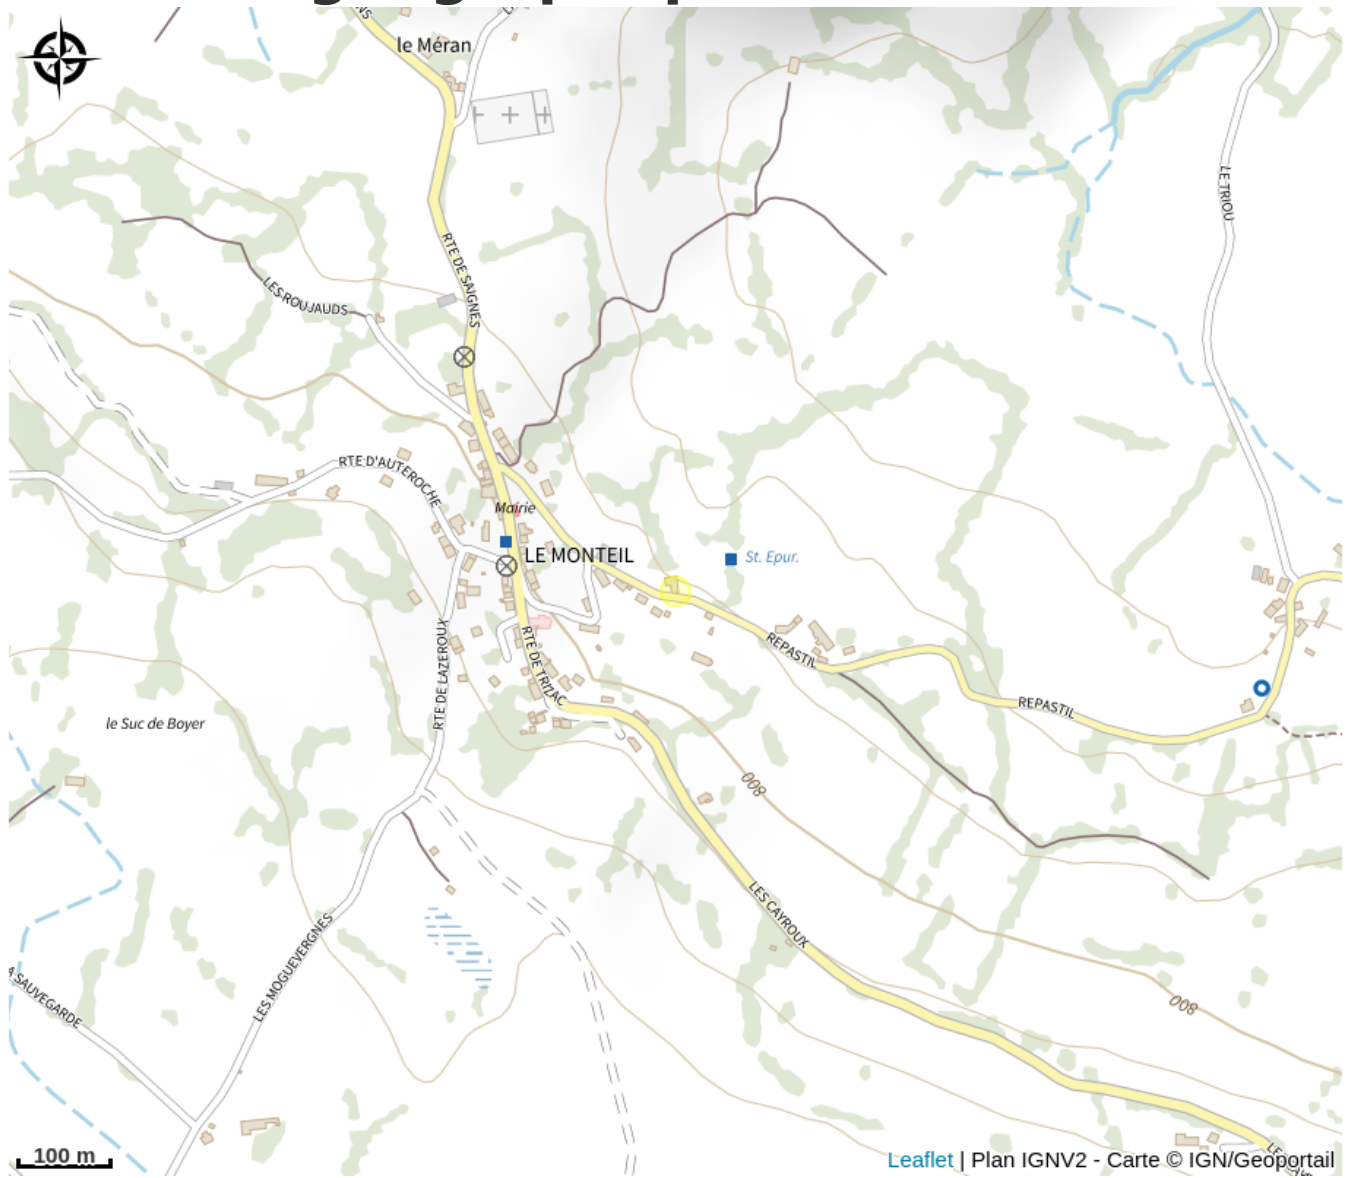 le Méran
LE TRIOU
RTE DE SAIGNES
LES ROUJAUDS
RTE D'AUTEROCHE
Mairie
LE MONTEIL
St. Epur.
RTE DE LAZEROUX
RTE DE TRIZAC
REPASTIL
REPASTIL
le Suc de Boyer
800
LES CAYROUX
LES MOGUEVERGNES
SAUVEGARDE
800
100 m
Leaflet | Plan IGNV2 - Carte © IGN/Geoportail